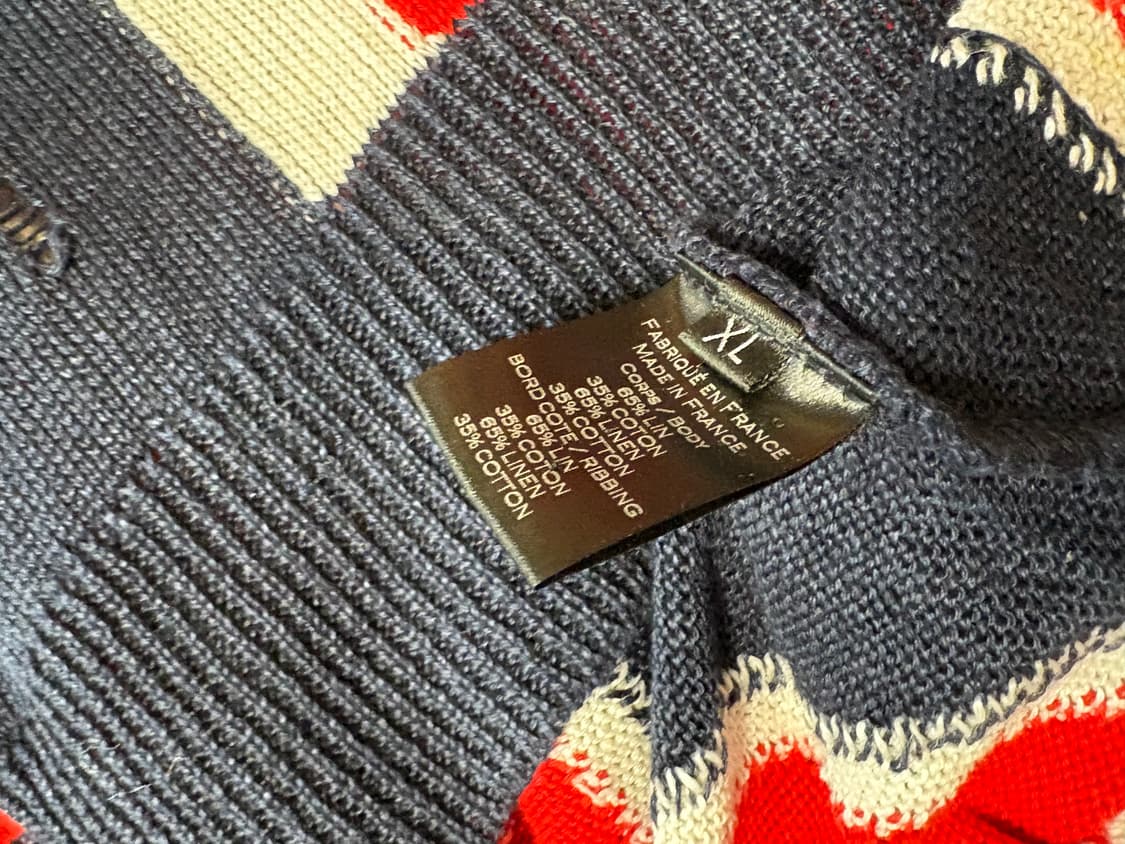 XL
FABRIQUÉ EN FRANCE
MADE IN FRANCE
CORPS / BODY
65% LIN
35% COTON
65% LINEN
35% COTTON
BORD COTE / RIBBING
65% LIN
35% COTON
65% LINEN
35% COTTON